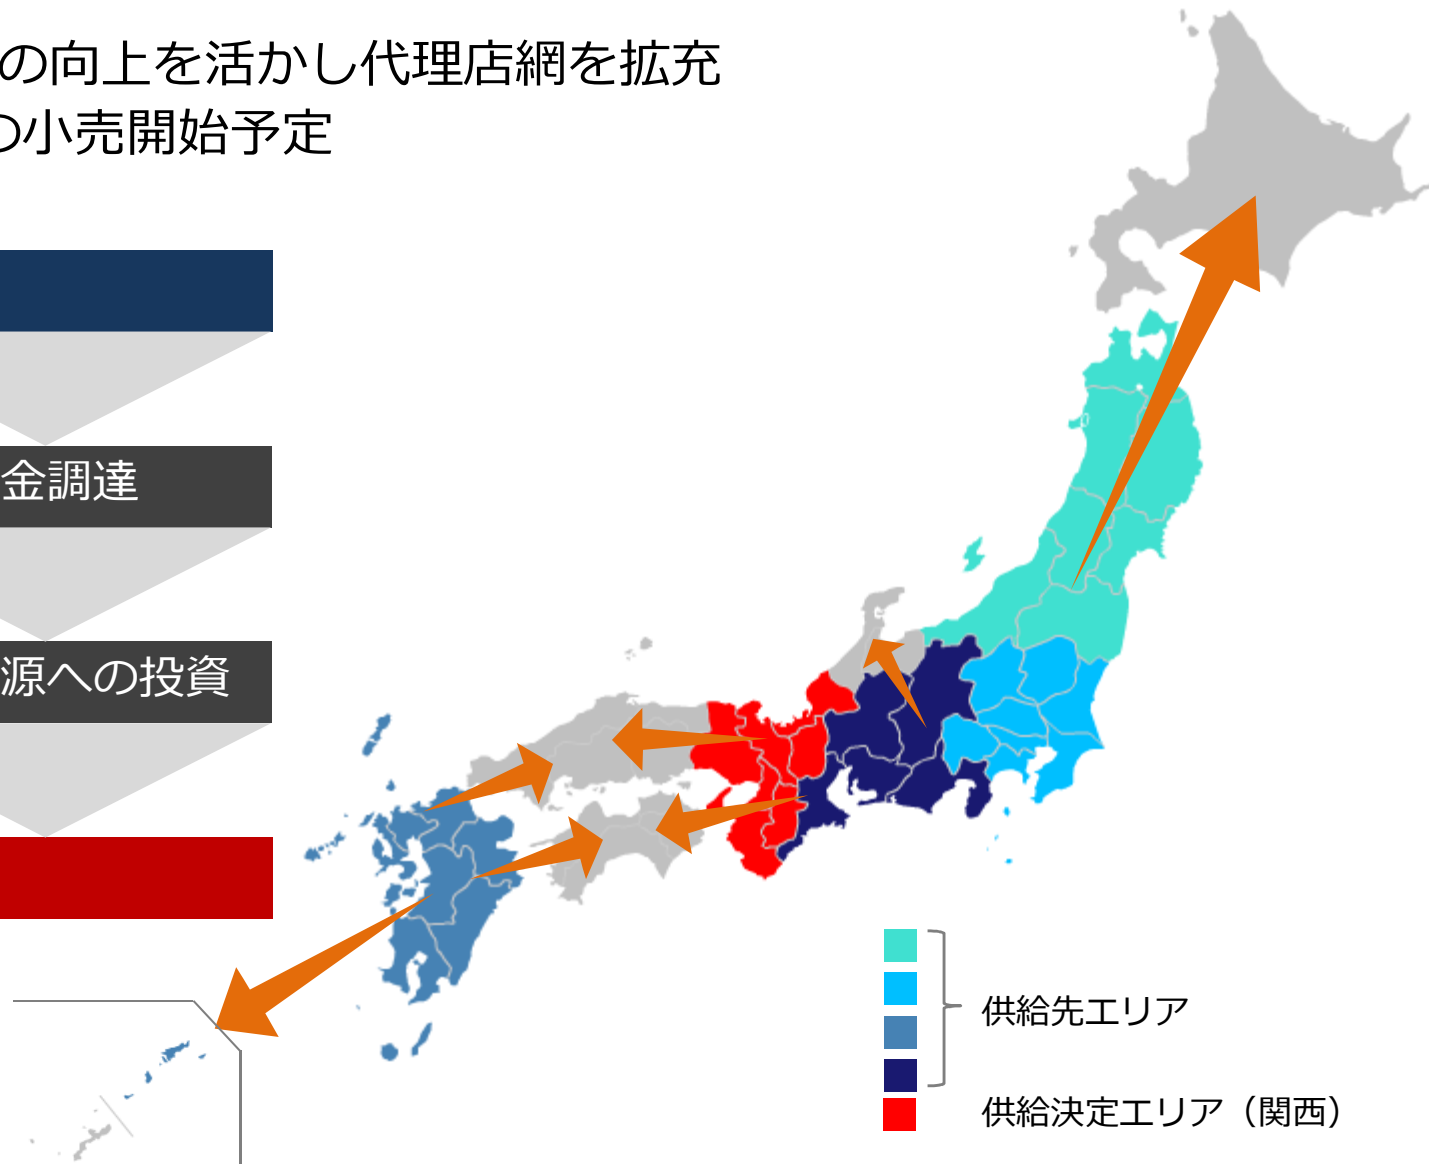 の向上を活かし代理店網を拡充
の小売開始予定
金調達
源への投資
供給先エリア
供給決定エリア（関西）